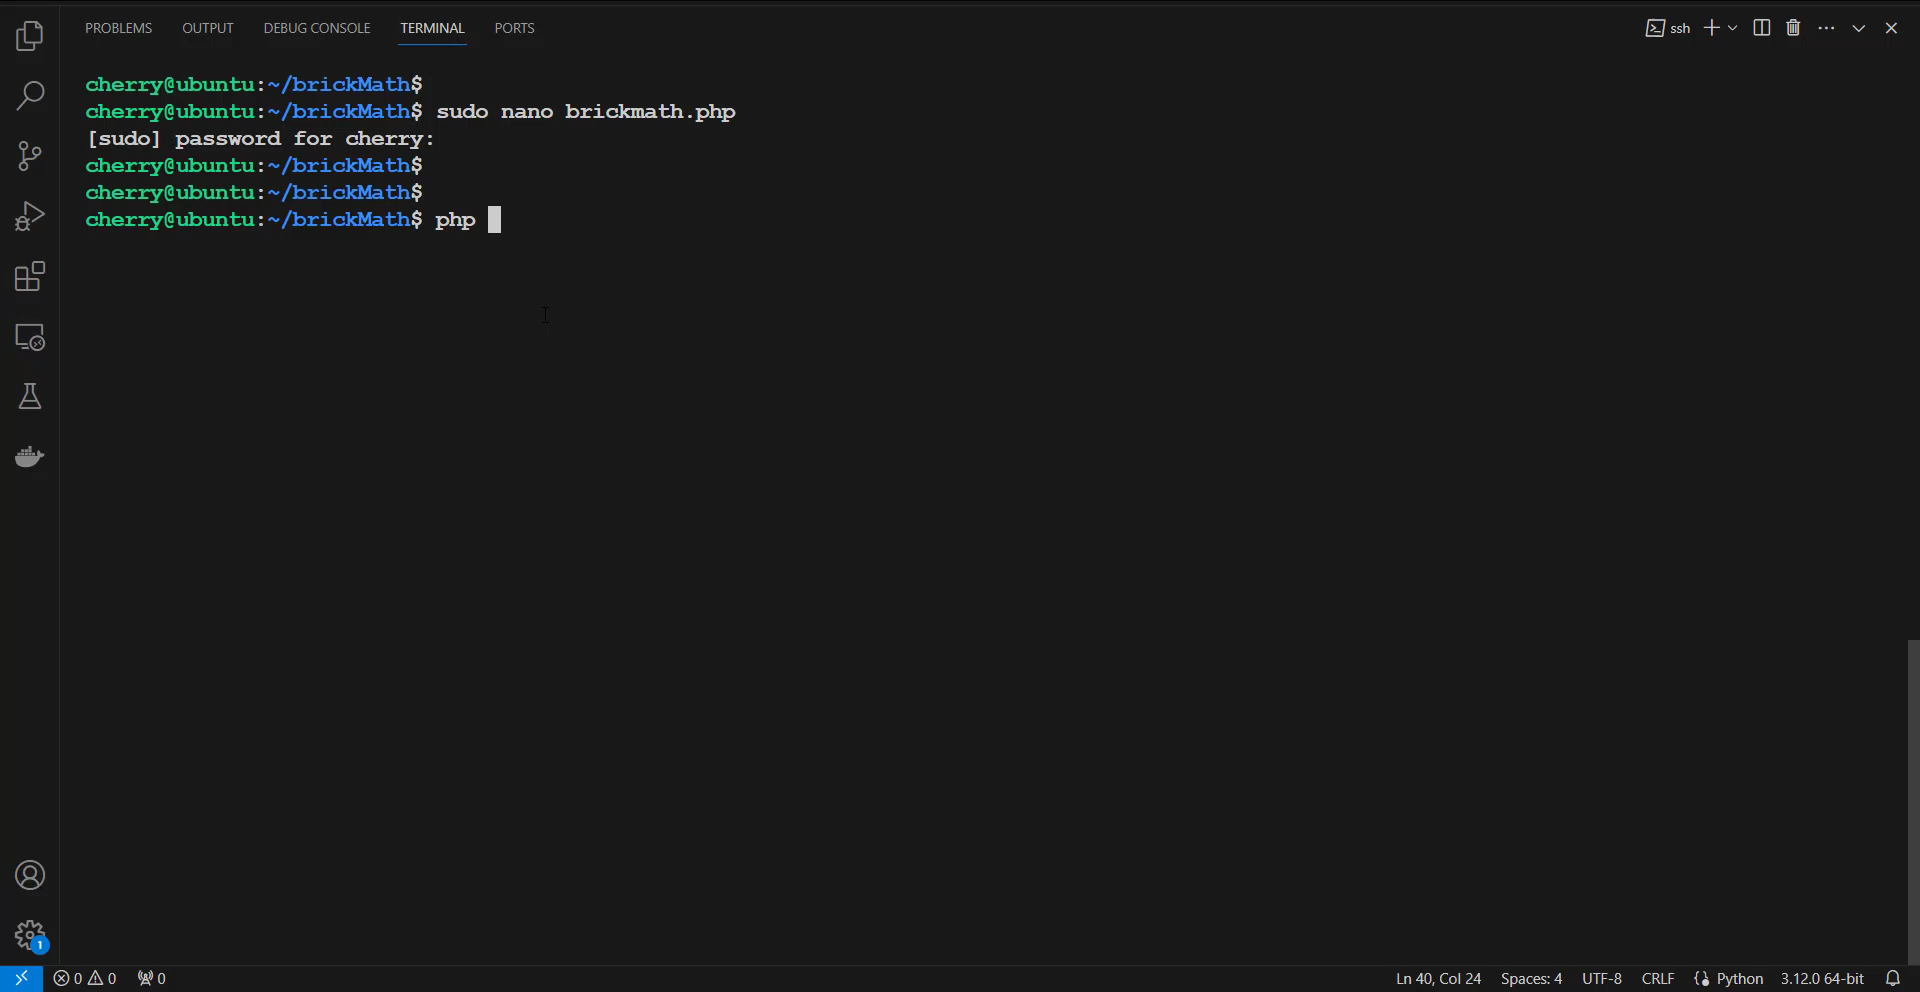 PROBLEMS OUTPUT DEBUG CONSOLE TERMINAL PORTS ssh
cherry@ubuntu:~/brickMath$
cherry@ubuntu:~/brickMath$ sudo nano brickmath.php
[sudo] password for cherry:
cherry@ubuntu:~/brickMath$
cherry@ubuntu:~/brickMath$
cherry@ubuntu:~/brickMath$ php
1
0 0 0 Ln 40, Col 24 Spaces: 4 UTF-8 CRLF Python 3.12.0 64-bit